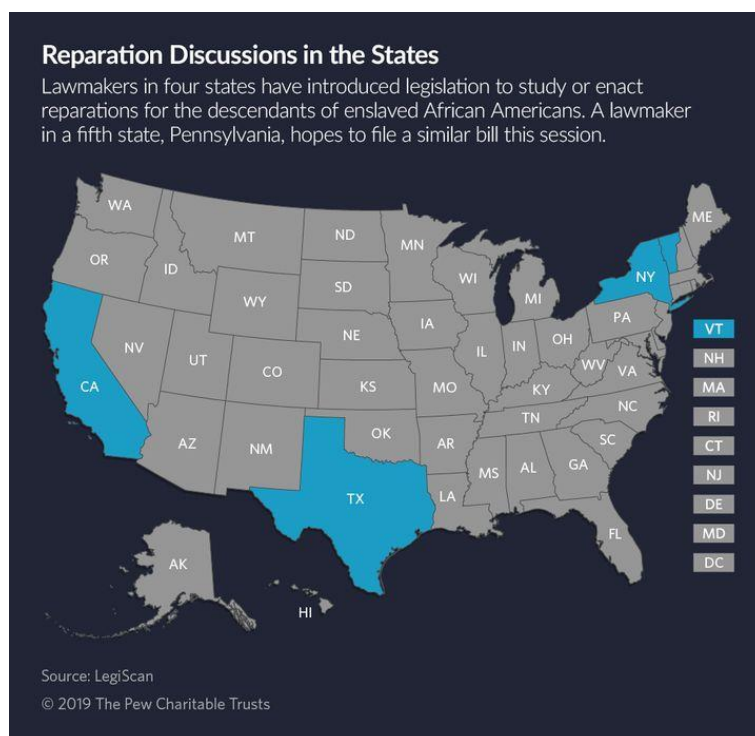 Reparation Discussions in the States
Lawmakers in four states have introduced legislation to study or enact
reparations for the descendants of enslaved African Americans. A lawmaker
in a fifth state, Pennsylvania, hopes to file a similar bill this session.
WA
MT
ND
MN
ME
OR
ID
SD
WI
NY
WY
MI
IA
PA
NE
NV
OH
VT
UT
IL
IN
NH
CO
WV
VA
CA
KS
MO
KY
MA
NC
RI
TN
OK
AZ
NM
AR
SC
CT
MS
AL
GA
NJ
TX
LA
DE
FL
MD
AK
DC
HI
Source: LegiScan
© 2019 The Pew Charitable Trusts